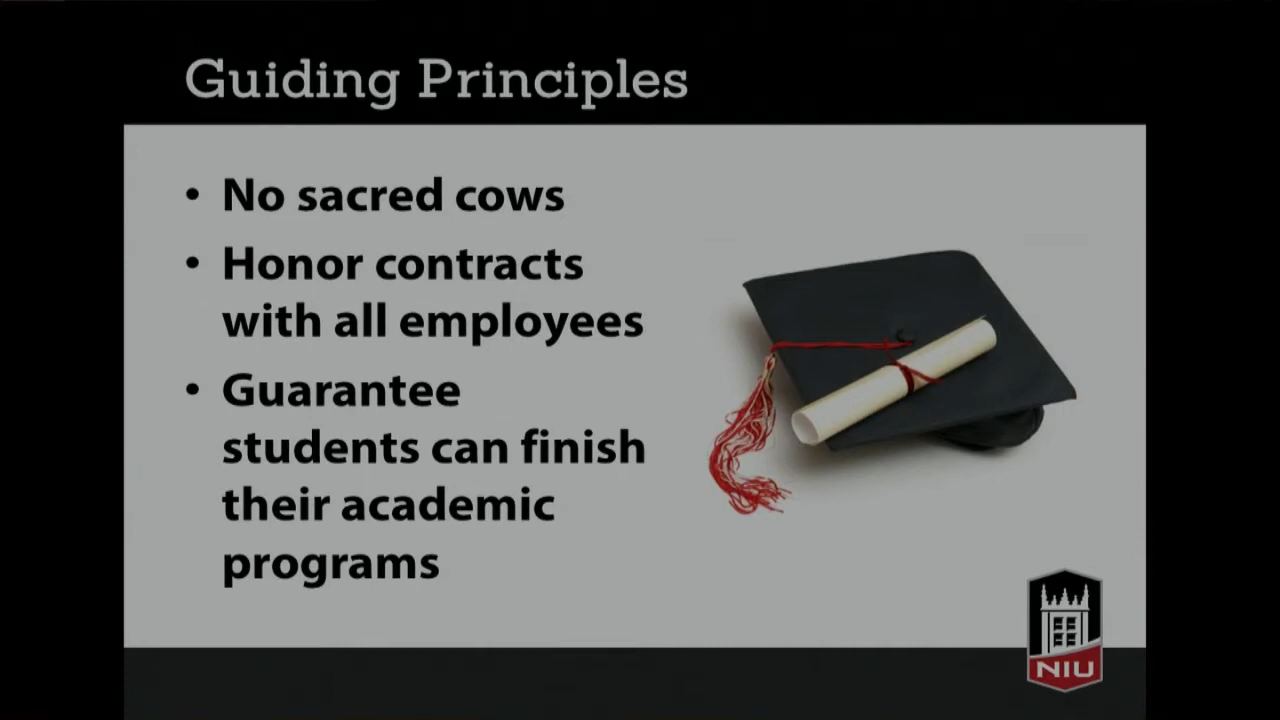 Guiding Principles
• No sacred cows
• Honor contracts
with all employees
• Guarantee
students can finish
their academic
programs
NIU